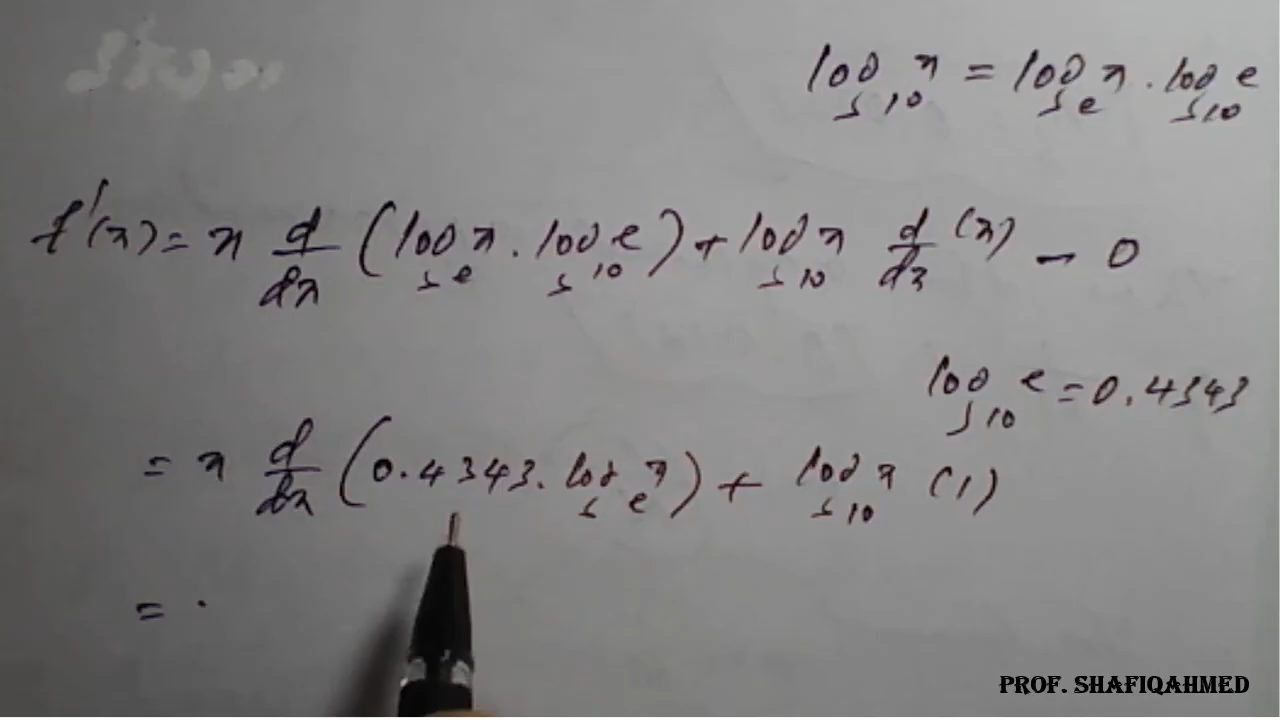 log₁₀ x = logₑ x . log₁₀ e
f'(x) = x d/dx (logₑ x . log₁₀ e) + log₁₀ x d/dx (x) - 0
log₁₀ e = 0.4343
= x d/dx (0.4343. logₑ x) + log₁₀ x (1)
= .
PROF. SHAFIQAHMED